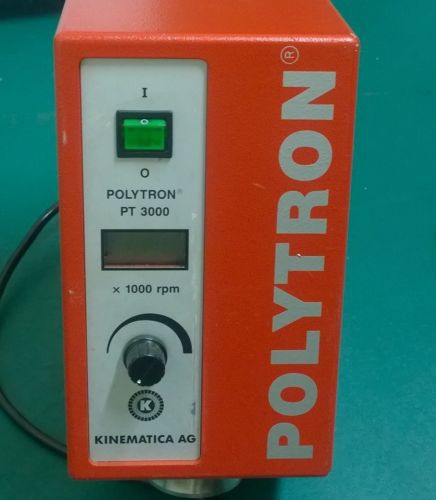 I
O
POLYTRON®
PT 3000
× 1000 rpm
K
KINEMATICA AG
POLYTRON®